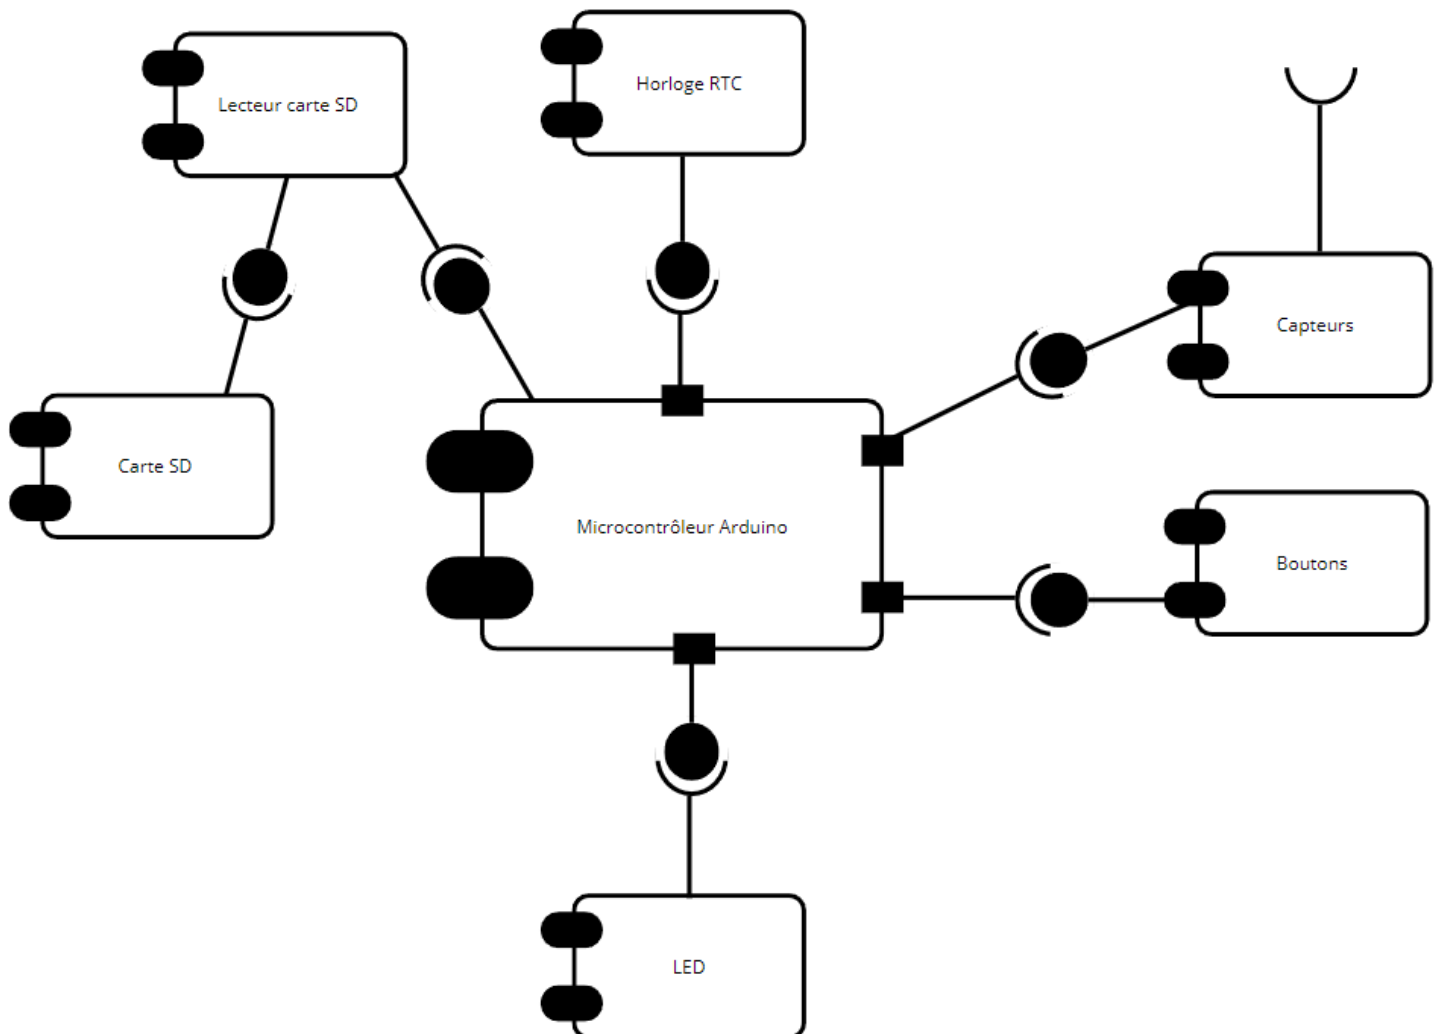 Horloge RTC
Lecteur carte SD
Capteurs
Carte SD
Microcontrôleur Arduino
Boutons
LED